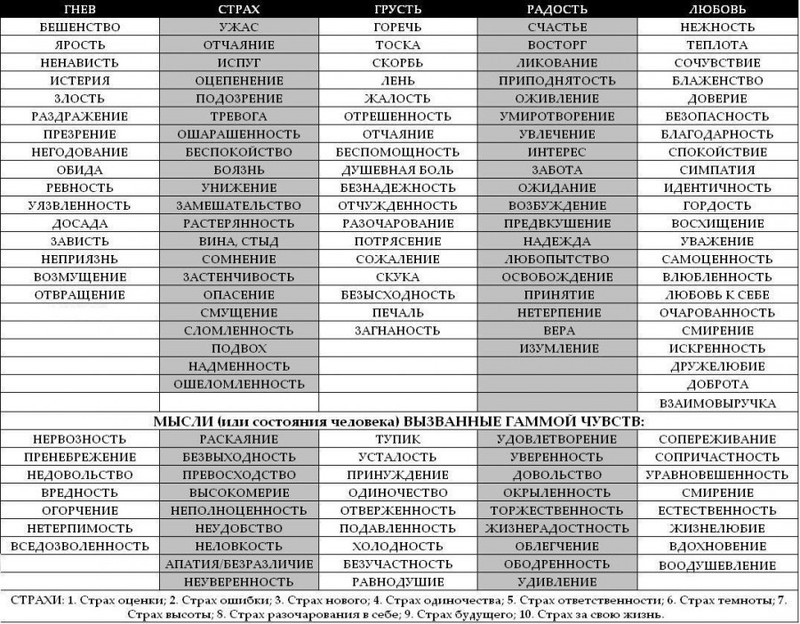 ГНЕВ СТРАХ ГРУСТЬ РАДОСТЬ ЛЮБОВЬ
БЕШЕНСТВО УЖАС ГОРЕЧЬ СЧАСТЬЕ НЕЖНОСТЬ
ЯРОСТЬ ОТЧАЯНИЕ ТОСКА ВОСТОРГ ТЕПЛОТА
НЕНАВИСТЬ ИСПУГ СКОРБЬ ЛИКОВАНИЕ СОЧУВСТВИЕ
ИСТЕРИЯ ОЦЕПЕНЕНИЕ ЛЕНЬ ПРИПОДНЯТОСТЬ БЛАЖЕНСТВО
ЗЛОСТЬ ПОДОЗРЕНИЕ ЖАЛОСТЬ ОЖИВЛЕНИЕ ДОВЕРИЕ
РАЗДРАЖЕНИЕ ТРЕВОГА ОТРЕШЕННОСТЬ УМИРОТВОРЕНИЕ БЕЗОПАСНОСТЬ
ПРЕЗРЕНИЕ ОШАРАШЕННОСТЬ ОТЧАЯНИЕ УВЛЕЧЕНИЕ БЛАГОДАРНОСТЬ
НЕГОДОВАНИЕ БЕСПОКОЙСТВО БЕСПОМОЩНОСТЬ ИНТЕРЕС СПОКОЙСТВИЕ
ОБИДА БОЯЗНЬ ДУШЕВНАЯ БОЛЬ ЗАБОТА СИМПАТИЯ
РЕВНОСТЬ УНИЖЕНИЕ БЕЗНАДЕЖНОСТЬ ОЖИДАНИЕ ИДЕНТИЧНОСТЬ
УЯЗВЛЕННОСТЬ ЗАМЕШАТЕЛЬСТВО ОТЧУЖДЕННОСТЬ ВОЗБУЖДЕНИЕ ГОРДОСТЬ
ДОСАДА РАСТЕРЯННОСТЬ РАЗОЧАРОВАНИЕ ПРЕДВКУШЕНИЕ ВОСХИЩЕНИЕ
ЗАВИСТЬ ВИНА, СТЫД ПОТРЯСЕНИЕ НАДЕЖДА УВАЖЕНИЕ
НЕПРИЯЗНЬ СОМНЕНИЕ СОЖАЛЕНИЕ ЛЮБОПЫТСТВО САМОЦЕННОСТЬ
ВОЗМУЩЕНИЕ ЗАСТЕНЧИВОСТЬ СКУКА ОСВОБОЖДЕНИЕ ВЛЮБЛЕННОСТЬ
ОТВРАЩЕНИЕ ОПАСЕНИЕ БЕЗЫСХОДНОСТЬ ПРИНЯТИЕ ЛЮБОВЬ К СЕБЕ
СМУЩЕНИЕ ПЕЧАЛЬ НЕТЕРПЕНИЕ ОЧАРОВАННОСТЬ
СЛОМЛЕННОСТЬ ЗАГНАНОСТЬ ВЕРА СМИРЕНИЕ
ПОДВОХ ИЗУМЛЕНИЕ ИСКРЕННОСТЬ
НАДМЕННОСТЬ ДРУЖЕЛЮБИЕ
ОШЕЛОМЛЕННОСТЬ ДОБРОТА
ВЗАИМОВЫРУЧКА
МЫСЛИ (или состояния человека) ВЫЗВАННЫЕ ГАММОЙ ЧУВСТВ:
НЕРВОЗНОСТЬ РАСКАЯНИЕ ТУПИК УДОВЛЕТВОРЕНИЕ СОПЕРЕЖИВАНИЕ
ПРЕНЕБРЕЖЕНИЕ БЕЗВЫХОДНОСТЬ УСТАЛОСТЬ УВЕРЕННОСТЬ СОПРИЧАСТНОСТЬ
НЕДОВОЛЬСТВО ПРЕВОСХОДСТВО ПРИНУЖДЕНИЕ ДОВОЛЬСТВО УРАВНОВЕШЕННОСТЬ
ВРЕДНОСТЬ ВЫСОКОМЕРИЕ ОДИНОЧЕСТВО ОКРЫЛЕННОСТЬ СМИРЕНИЕ
ОГОРЧЕНИЕ НЕПОЛНОЦЕННОСТЬ ОТВЕРЖЕННОСТЬ ТОРЖЕСТВЕННОСТЬ ЕСТЕСТВЕННОСТЬ
НЕТЕРПИМОСТЬ НЕУДОБСТВО ПОДАВЛЕННОСТЬ ЖИЗНЕРАДОСТНОСТЬ ЖИЗНЕЛЮБИЕ
ВСЕДОЗВОЛЕННОСТЬ НЕЛОВКОСТЬ ХОЛОДНОСТЬ ОБЛЕГЧЕНИЕ ВДОХНОВЕНИЕ
АПАТИЯ/БЕЗРАЗЛИЧИЕ БЕЗУЧАСТНОСТЬ ОБОДРЕННОСТЬ ВООДУШЕВЛЕНИЕ
НЕУВЕРЕННОСТЬ РАВНОДУШИЕ УДИВЛЕНИЕ
СТРАХИ: 1. Страх оценки; 2. Страх ошибки; 3. Страх нового; 4. Страх одиночества; 5. Страх ответственности; 6. Страх темноты; 7.
Страх высоты; 8. Страх разочарования в себе; 9. Страх будущего; 10. Страх за свою жизнь.